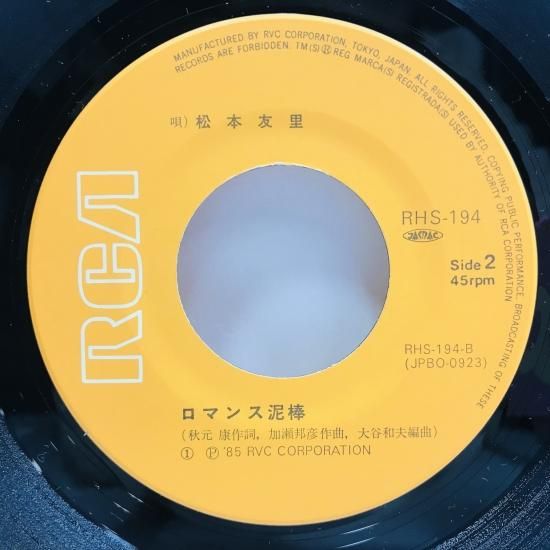 MANUFACTURED BY RVC CORPORATION, TOKYO, JAPAN. ALL RIGHTS RESERVED. COPYING PUBLIC PERFORMANCE, BROADCASTING OF THESE
RECORDS ARE FORBIDDEN. TM(S)® REG MARCA(S) REGISTRADA(S) USED BY AUTHORITY OF RCA CORPORATION
唄) 松本友里
RCA
RHS-194
JASRAC
Side 2
45rpm
RHS-194-B
(JPBO-0923)
ロマンス泥棒
(秋元 康作詞, 加瀬邦彦作曲, 大谷和夫編曲)
① Ⓟ '85 RVC CORPORATION